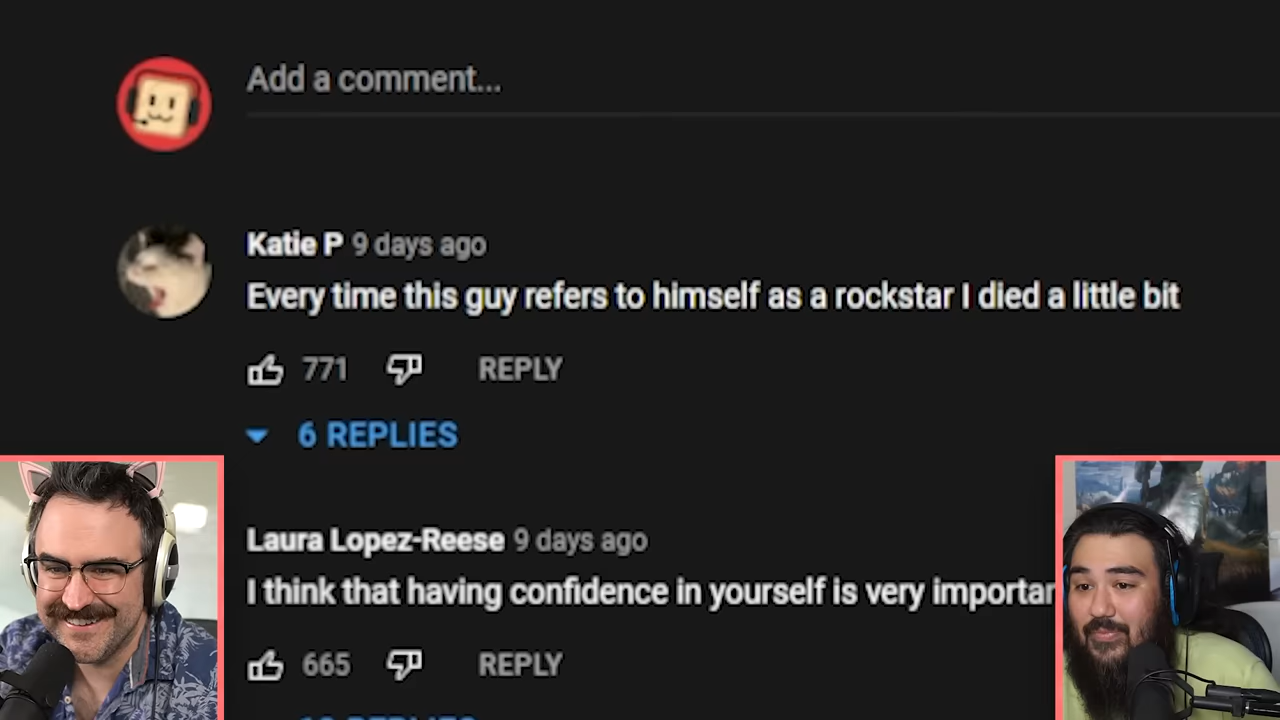 Add a comment...
Katie P 9 days ago
Every time this guy refers to himself as a rockstar I died a little bit
771 REPLY
6 REPLIES
Laura Lopez-Reese 9 days ago
I think that having confidence in yourself is very importan
665 REPLY
REPLIES